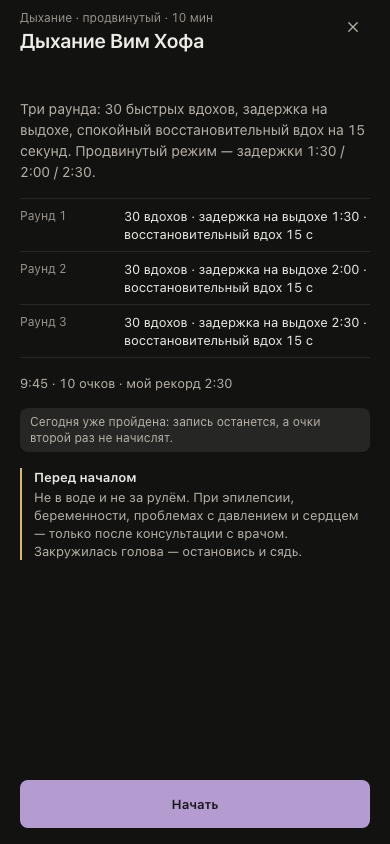 Дыхание · продвинутый · 10 мин
Дыхание Вим Хофа
Три раунда: 30 быстрых вдохов, задержка на
выдохе, спокойный восстановительный вдох на 15
секунд. Продвинутый режим — задержки 1:30 /
2:00 / 2:30.
Раунд 1
30 вдохов · задержка на выдохе 1:30 ·
восстановительный вдох 15 с
Раунд 2
30 вдохов · задержка на выдохе 2:00 ·
восстановительный вдох 15 с
Раунд 3
30 вдохов · задержка на выдохе 2:30 ·
восстановительный вдох 15 с
9:45 · 10 очков · мой рекорд 2:30
Сегодня уже пройдена: запись останется, а очки
второй раз не начислят.
Перед началом
Не в воде и не за рулём. При эпилепсии,
беременности, проблемах с давлением и сердцем
— только после консультации с врачом.
Закружилась голова — остановись и сядь.
Начать